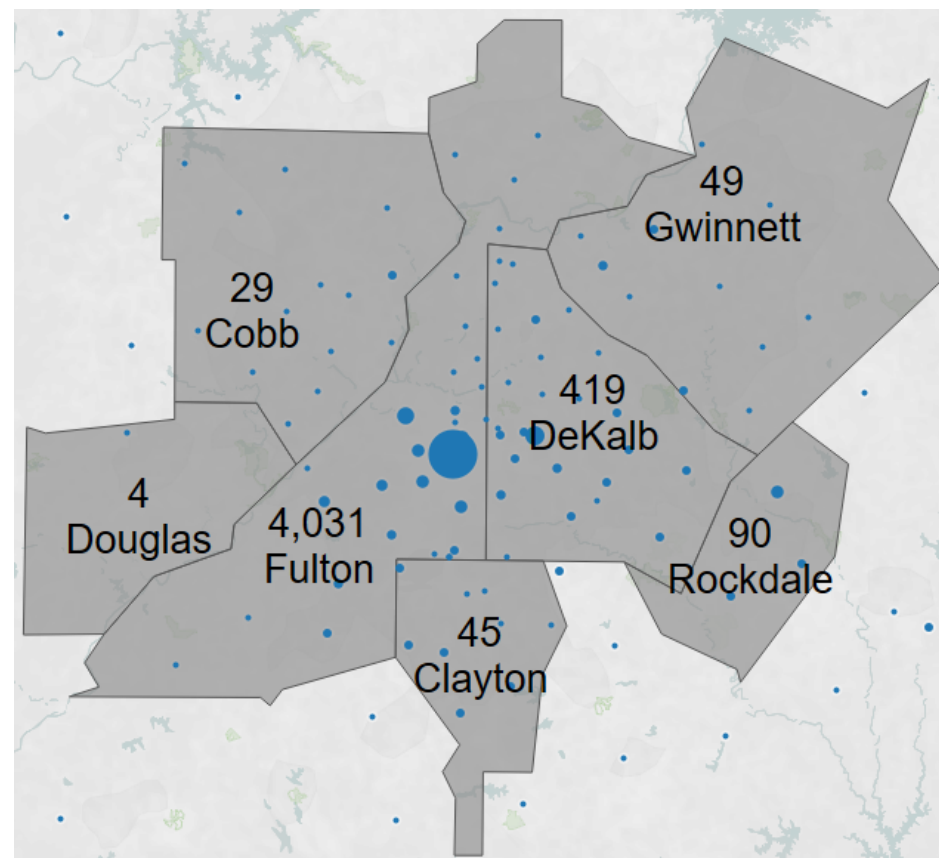 49
Gwinnett
29
Cobb
419
DeKalb
4
Douglas
4,031
Fulton
90
Rockdale
45
Clayton